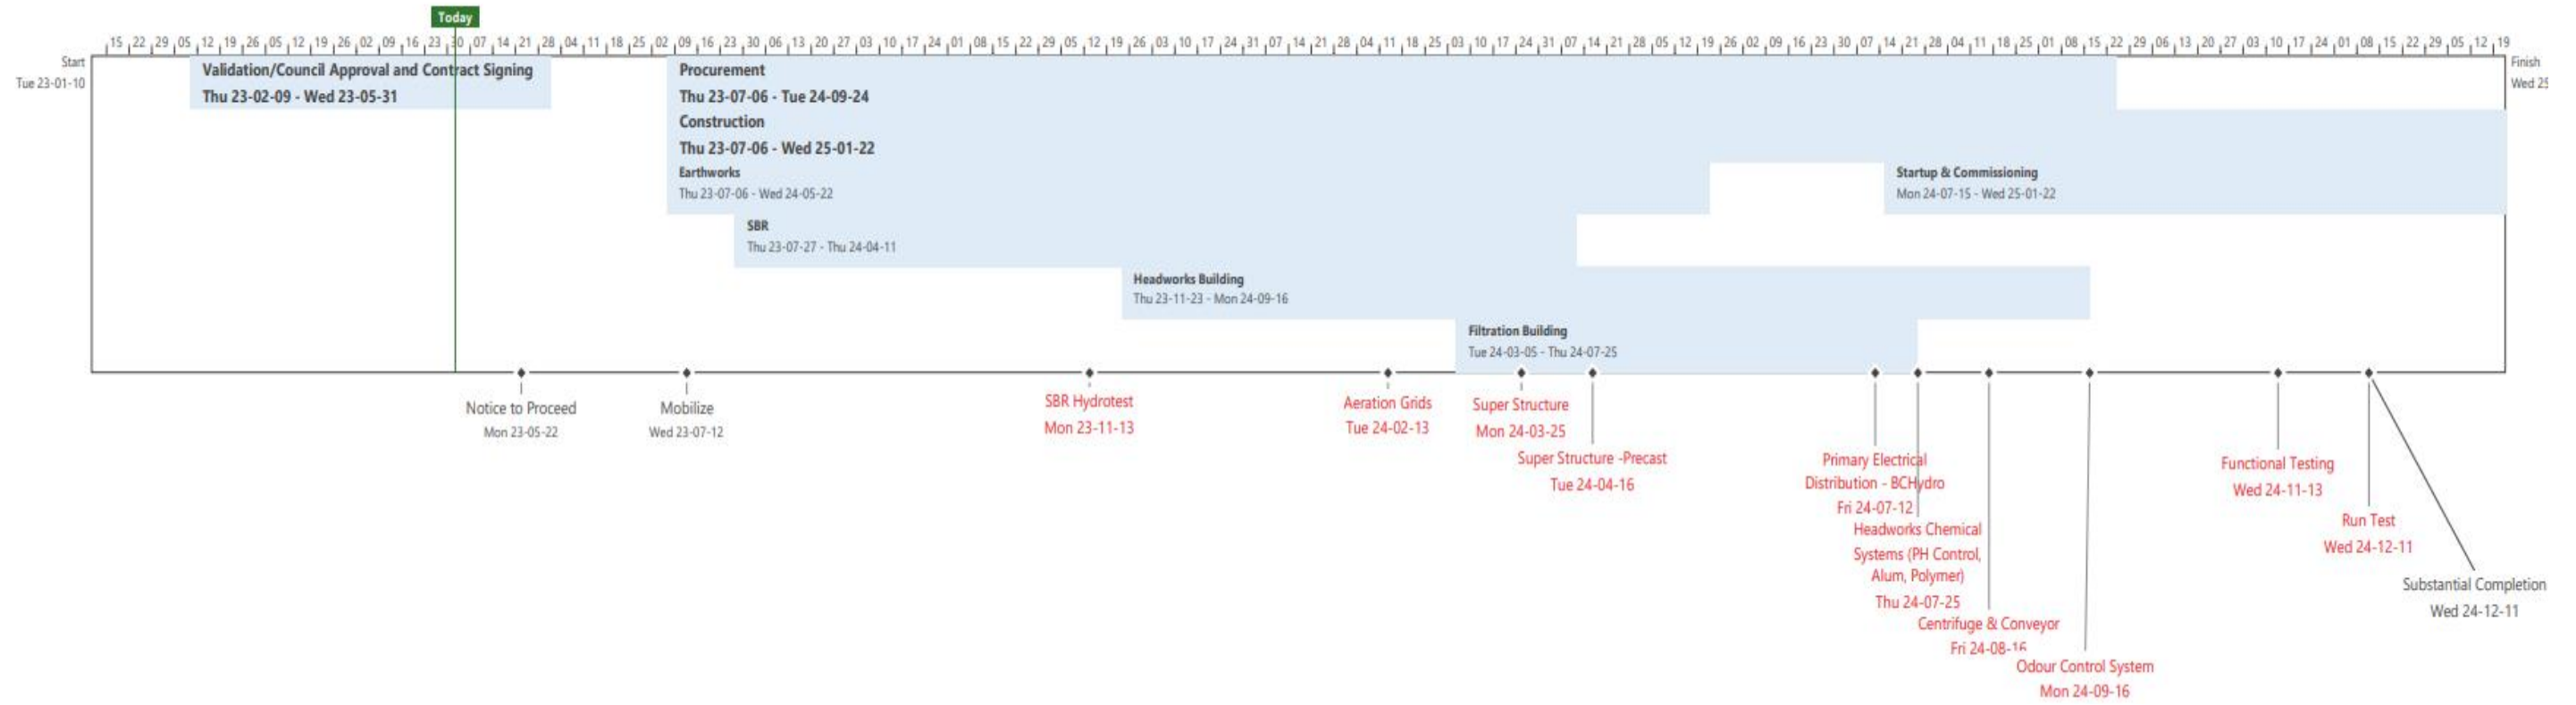 Today
15 22 29 05 12 19 26 05 12 19 26 02 09 16 23 30 07 14 21 28 04 11 18 25 02 09 16 23 30 06 13 20 27 03 10 17 24 01 08 15 22 29 05 12 19 26 03 10 17 24 31 07 14 21 28 04 11 18 25 03 10 17 24 31 07 14 21 28 05 12 19 26 02 09 16 23 30 07 14 21 28 04 11 18 25 01 08 15 22 29 06 13 20 27 03 10 17 24 01 08 15 22 29 05 12 19
Start
Tue 23-01-10
Finish
Wed 25
Validation/Council Approval and Contract Signing
Thu 23-02-09 - Wed 23-05-31
Procurement
Thu 23-07-06 - Tue 24-09-24
Construction
Thu 23-07-06 - Wed 25-01-22
Earthworks
Thu 23-07-06 - Wed 24-05-22
Startup & Commissioning
Mon 24-07-15 - Wed 25-01-22
SBR
Thu 23-07-27 - Thu 24-04-11
Headworks Building
Thu 23-11-23 - Mon 24-09-16
Filtration Building
Tue 24-03-05 - Thu 24-07-25
Notice to Proceed
Mon 23-05-22
Mobilize
Wed 23-07-12
SBR Hydrotest
Mon 23-11-13
Aeration Grids
Tue 24-02-13
Super Structure
Mon 24-03-25
Super Structure -Precast
Tue 24-04-16
Primary Electrical
Distribution - BCHydro
Fri 24-07-12
Headworks Chemical
Systems (PH Control,
Alum, Polymer)
Thu 24-07-25
Centrifuge & Conveyor
Fri 24-08-16
Odour Control System
Mon 24-09-16
Functional Testing
Wed 24-11-13
Run Test
Wed 24-12-11
Substantial Completion
Wed 24-12-11